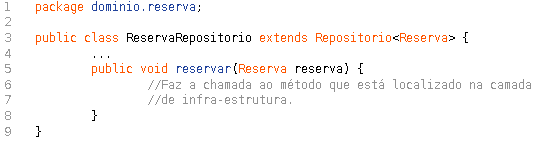 1 package dominio.reserva;
2
3 public class ReservaRepositorio extends Repositorio<Reserva> {
4 ...
5 public void reservar(Reserva reserva) {
6 //Faz a chamada ao método que está localizado na camada
7 //de infra-estrutura.
8 }
9 }